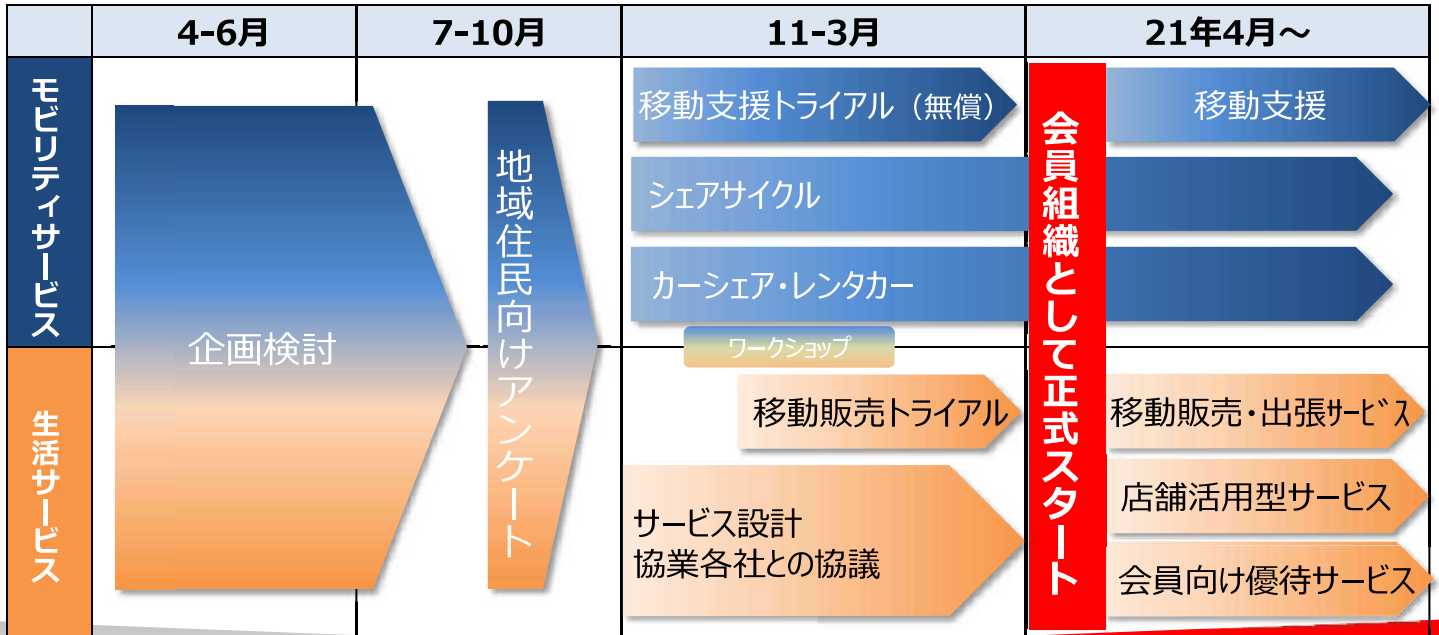 4-6月
7-10月
11-3月
21年4月～
モビリティサービス
企画検討
地域住民向けアンケート
移動支援トライアル（無償）
シェアサイクル
カーシェア・レンタカー
ワークショップ
会員組織として正式スタート
移動支援
生活サービス
移動販売トライアル
サービス設計
協業各社との協議
移動販売・出張ｻｰﾋﾞｽ
店舗活用型サービス
会員向け優待サービス